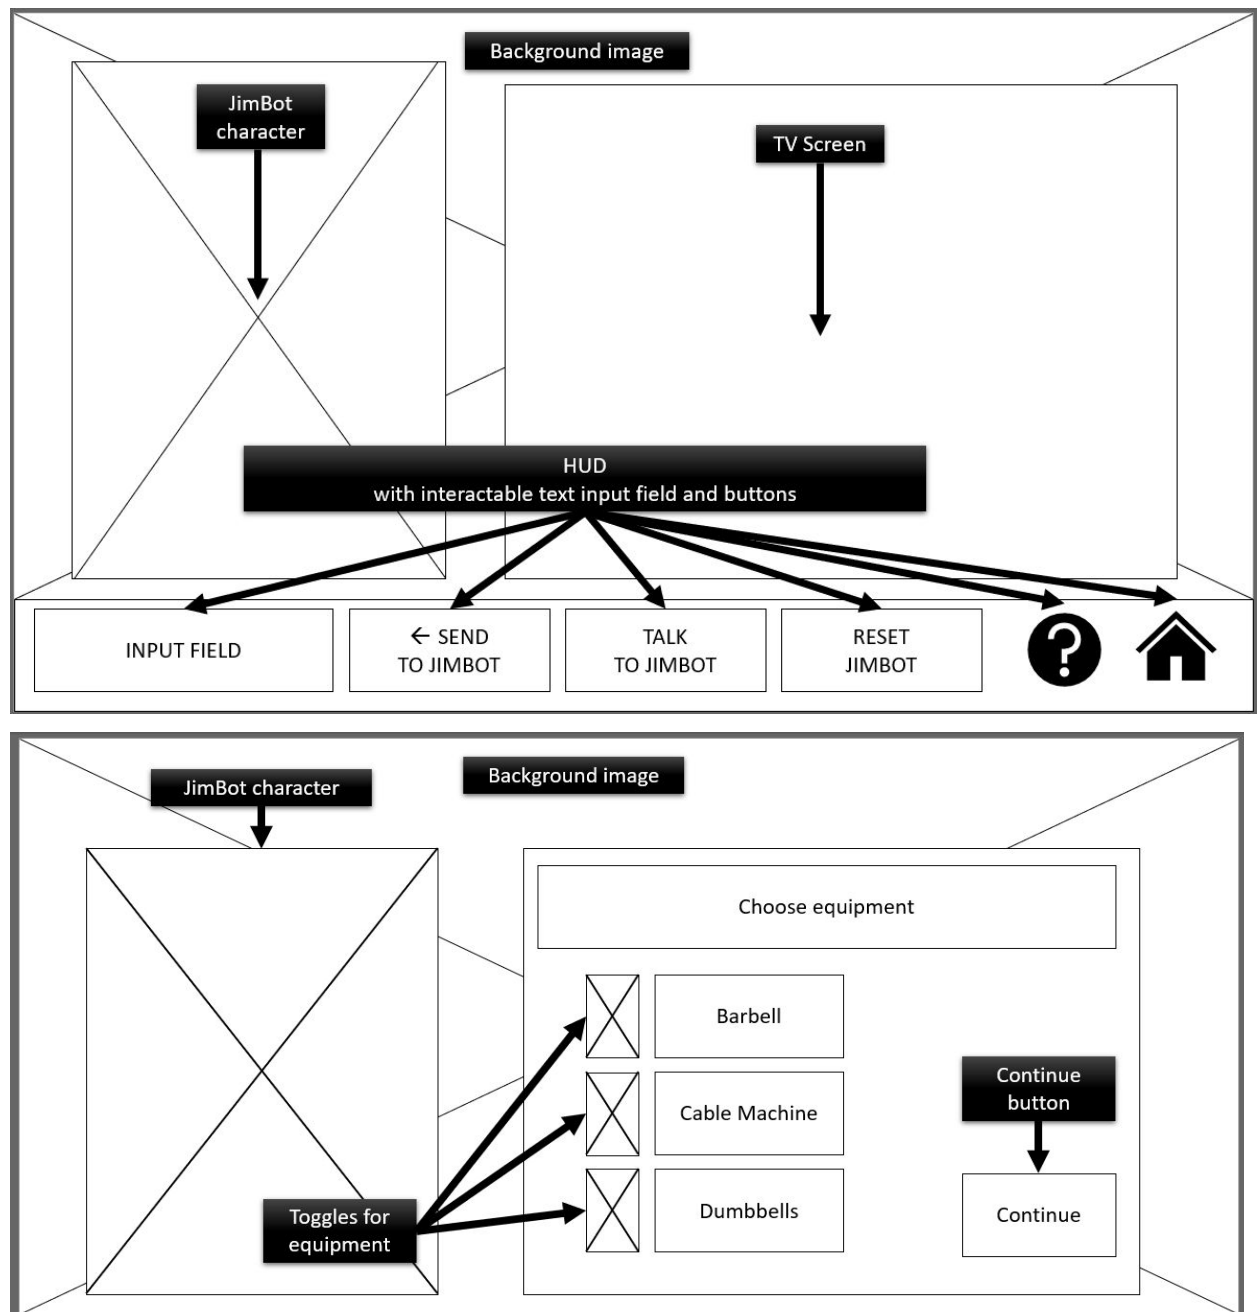 Background image
JimBot
character
TV Screen
HUD
with interactable text input field and buttons
INPUT FIELD
← SEND
TO JIMBOT
TALK
TO JIMBOT
RESET
JIMBOT
?
JimBot character
Background image
Choose equipment
Barbell
Cable Machine
Continue
button
Toggles for
equipment
Dumbbells
Continue